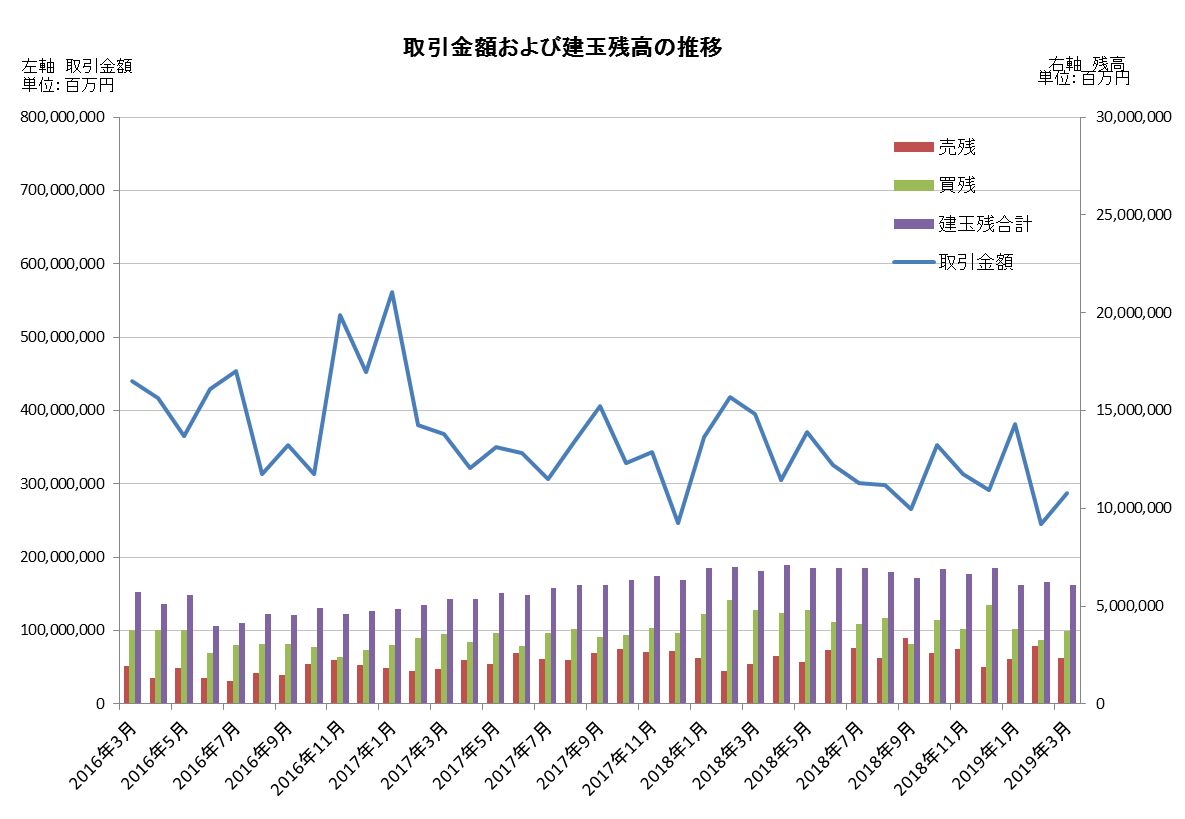 取引金額および建玉残高の推移
左軸 取引金額
単位：百万円
右軸 残高
単位：百万円
800,000,000
700,000,000
600,000,000
500,000,000
400,000,000
300,000,000
200,000,000
100,000,000
0
30,000,000
25,000,000
20,000,000
15,000,000
10,000,000
5,000,000
0
売残
買残
建玉残合計
取引金額
2016年3月
2016年5月
2016年7月
2016年9月
2016年11月
2017年1月
2017年3月
2017年5月
2017年7月
2017年9月
2017年11月
2018年1月
2018年3月
2018年5月
2018年7月
2018年9月
2018年11月
2019年1月
2019年3月